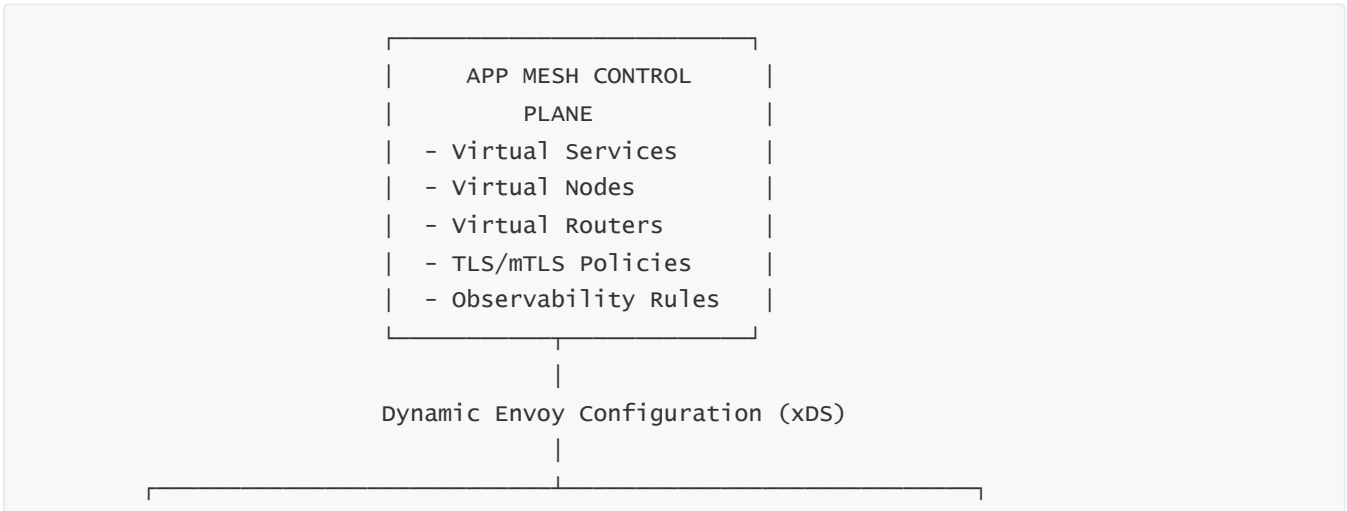 APP MESH CONTROL
PLANE
- Virtual Services
- Virtual Nodes
- Virtual Routers
- TLS/mTLS Policies
- Observability Rules
Dynamic Envoy Configuration (xDS)